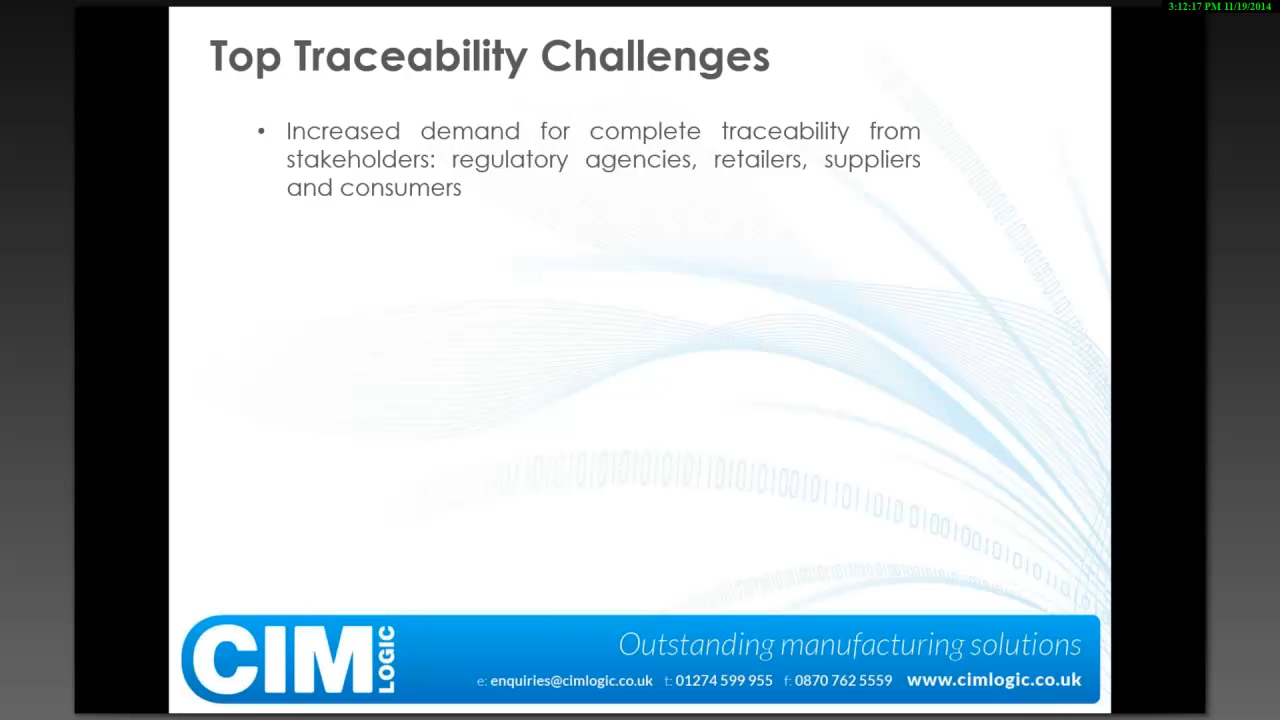 3:12:17 PM 11/19/2014
Top Traceability Challenges
• Increased demand for complete traceability from
stakeholders: regulatory agencies, retailers, suppliers
and consumers
CIM LOGIC
Outstanding manufacturing solutions
e: enquiries@cimlogic.co.uk t: 01274 599 955 f: 0870 762 5559 www.cimlogic.co.uk